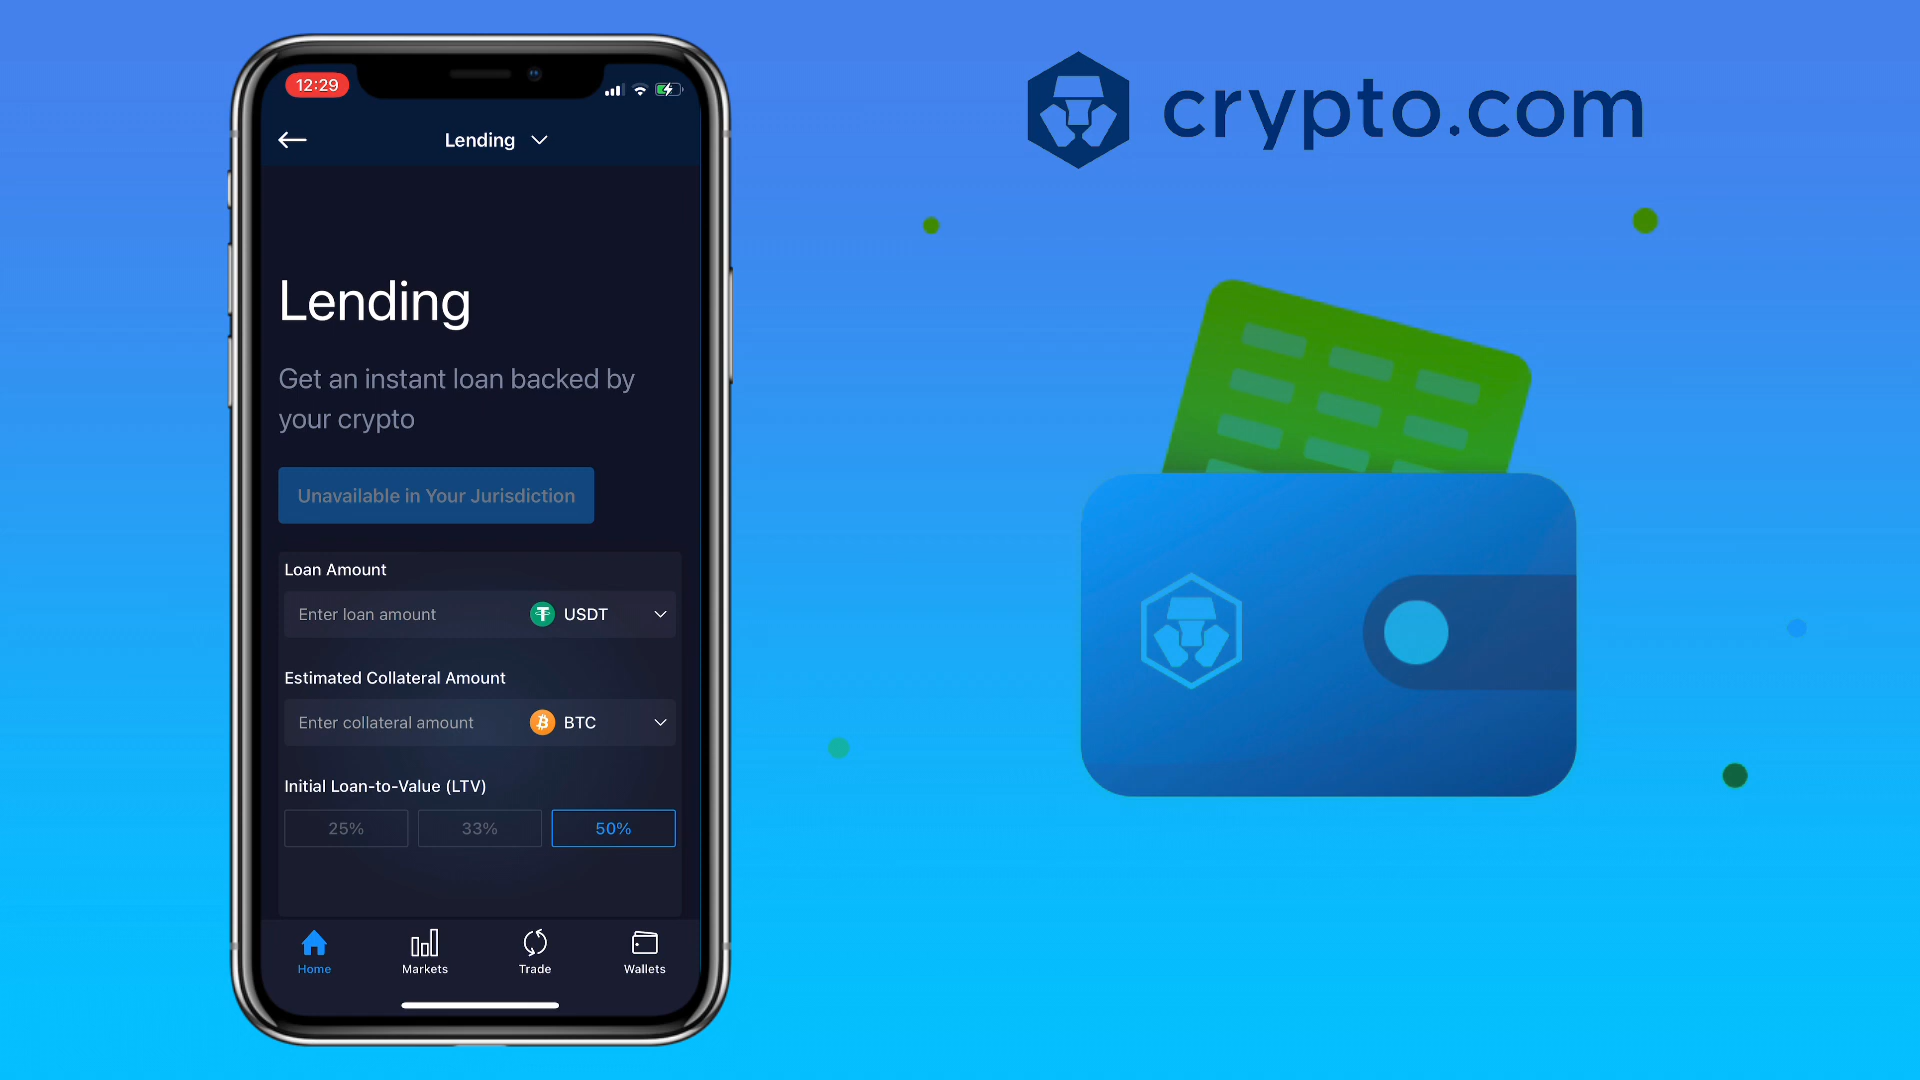 12:29
Lending
Lending
Get an instant loan backed by
your crypto
Unavailable in Your Jurisdiction
Loan Amount
Enter loan amount
USDT
Estimated Collateral Amount
Enter collateral amount
BTC
Initial Loan-to-Value (LTV)
25% 33% 50%
Home Markets Trade Wallets
crypto.com